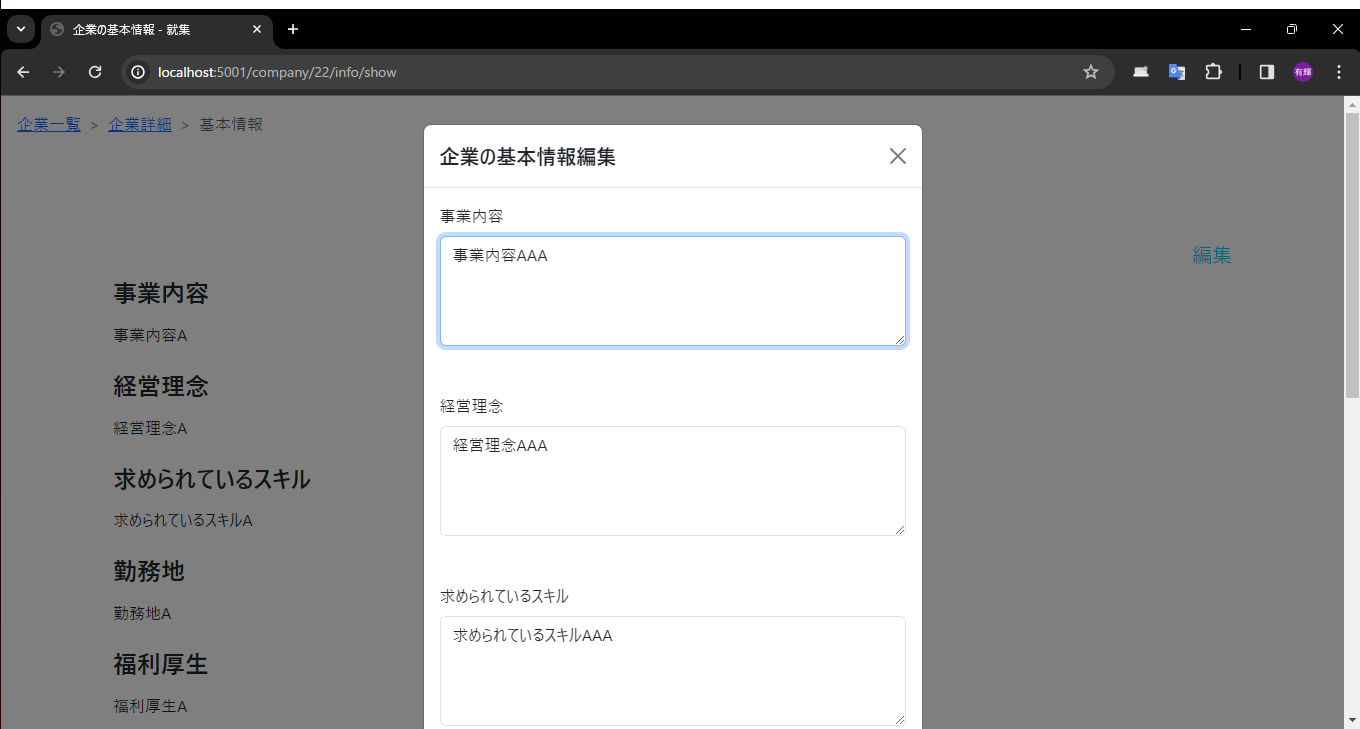 企業の基本情報 - 就集
localhost:5001/company/22/info/show
有輝
企業一覧 > 企業詳細 > 基本情報
編集
事業内容
事業内容A
経営理念
経営理念A
求められているスキル
求められているスキルA
勤務地
勤務地A
福利厚生
福利厚生A
企業の基本情報編集
事業内容
事業内容AAA
経営理念
経営理念AAA
求められているスキル
求められているスキルAAA